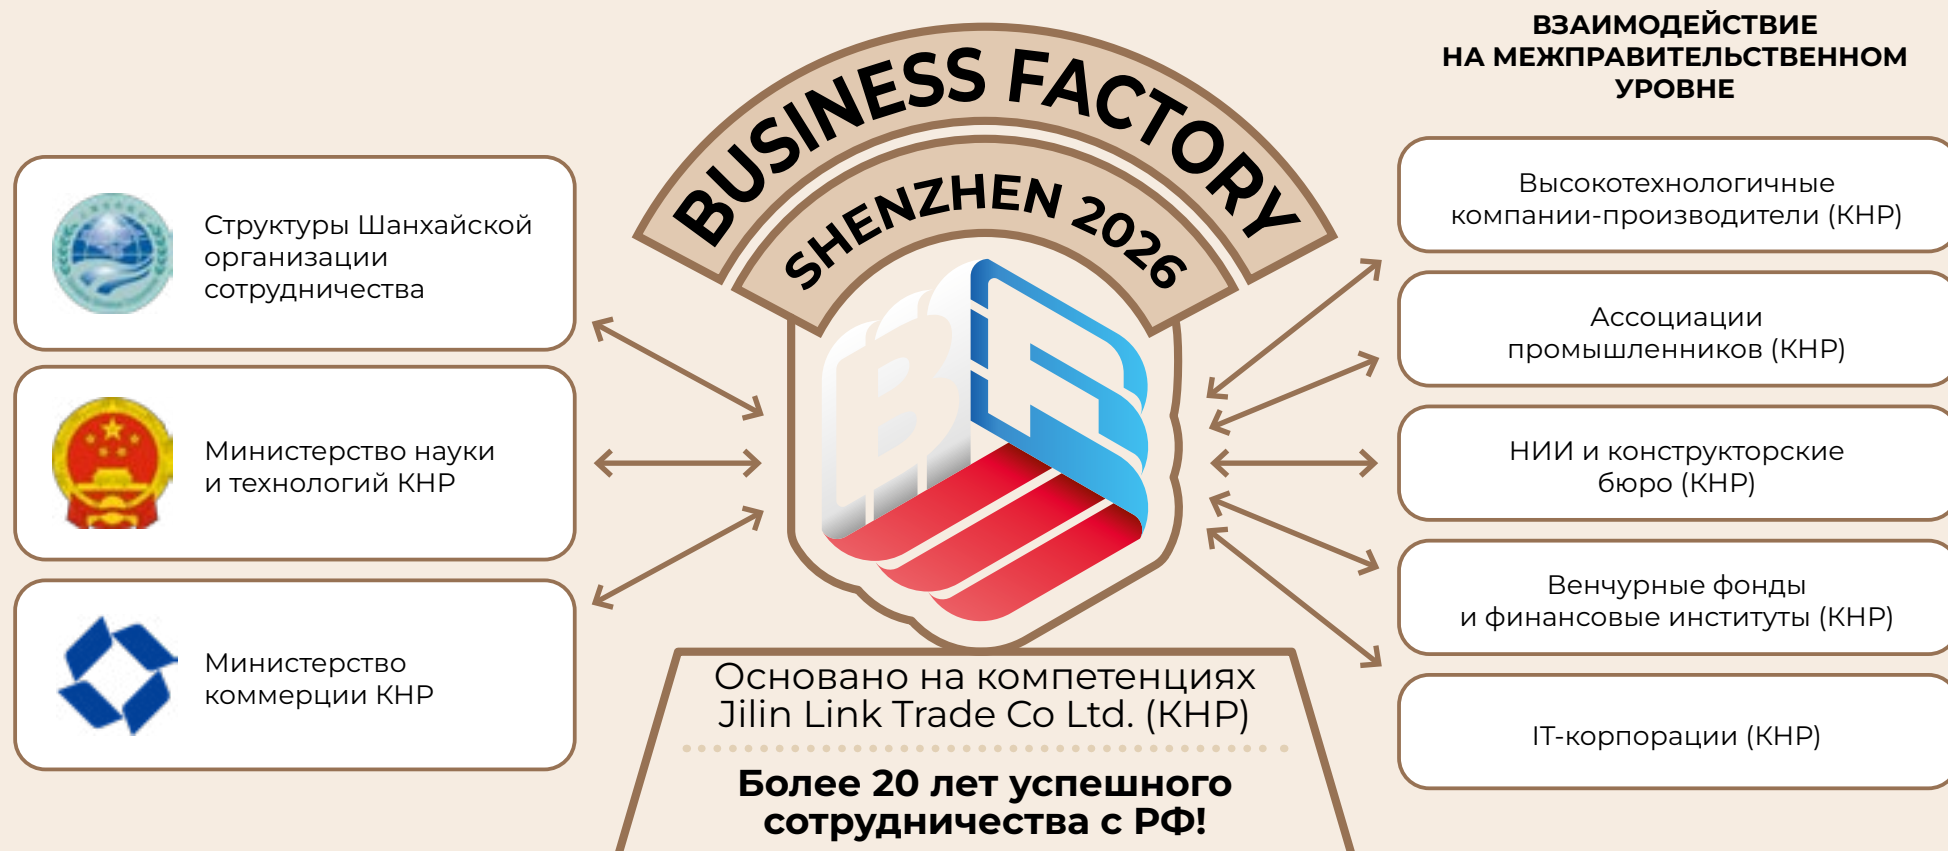 ВЗАИМОДЕЙСТВИЕ
НА МЕЖПРАВИТЕЛЬСТВЕННОМ
УРОВНЕ
BUSINESS FACTORY
SHENZHEN 2026
Структуры Шанхайской
организации
сотрудничества
Министерство науки
и технологий КНР
Министерство
коммерции КНР
Высокотехнологичные
компании-производители (КНР)
Ассоциации
промышленников (КНР)
НИИ и конструкторские
бюро (КНР)
Венчурные фонды
и финансовые институты (КНР)
IT-корпорации (КНР)
Основано на компетенциях
Jilin Link Trade Co Ltd. (КНР)
Более 20 лет успешного
сотрудничества с РФ!